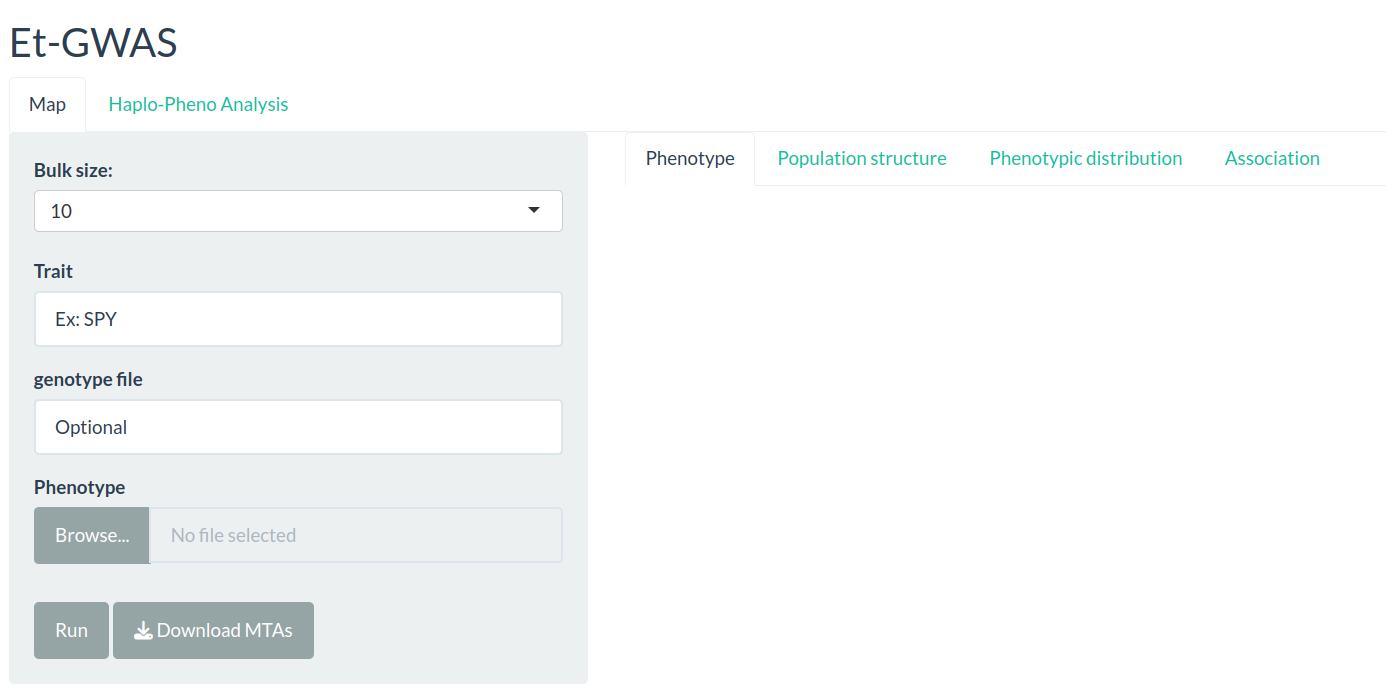 Et-GWAS
Map Haplo-Pheno Analysis
Bulk size:
10
Trait
Ex: SPY
genotype file
Optional
Phenotype
Browse... No file selected
Run Download MTAs
Phenotype Population structure Phenotypic distribution Association